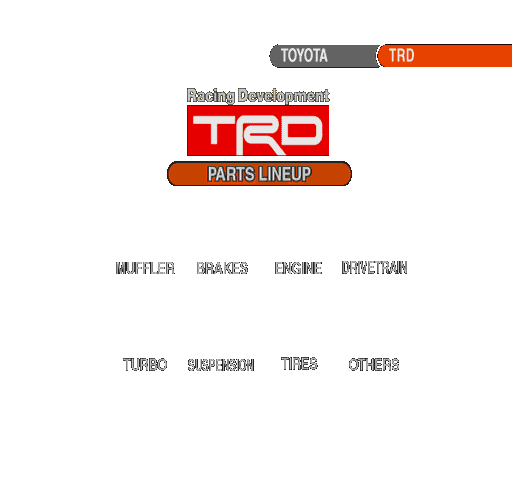 TOYOTA TRD
Racing Development
TRD
PARTS LINEUP
MUFFLER BRAKES ENGINE DRIVETRAIN
TURBO SUSPENSION TIRES OTHERS